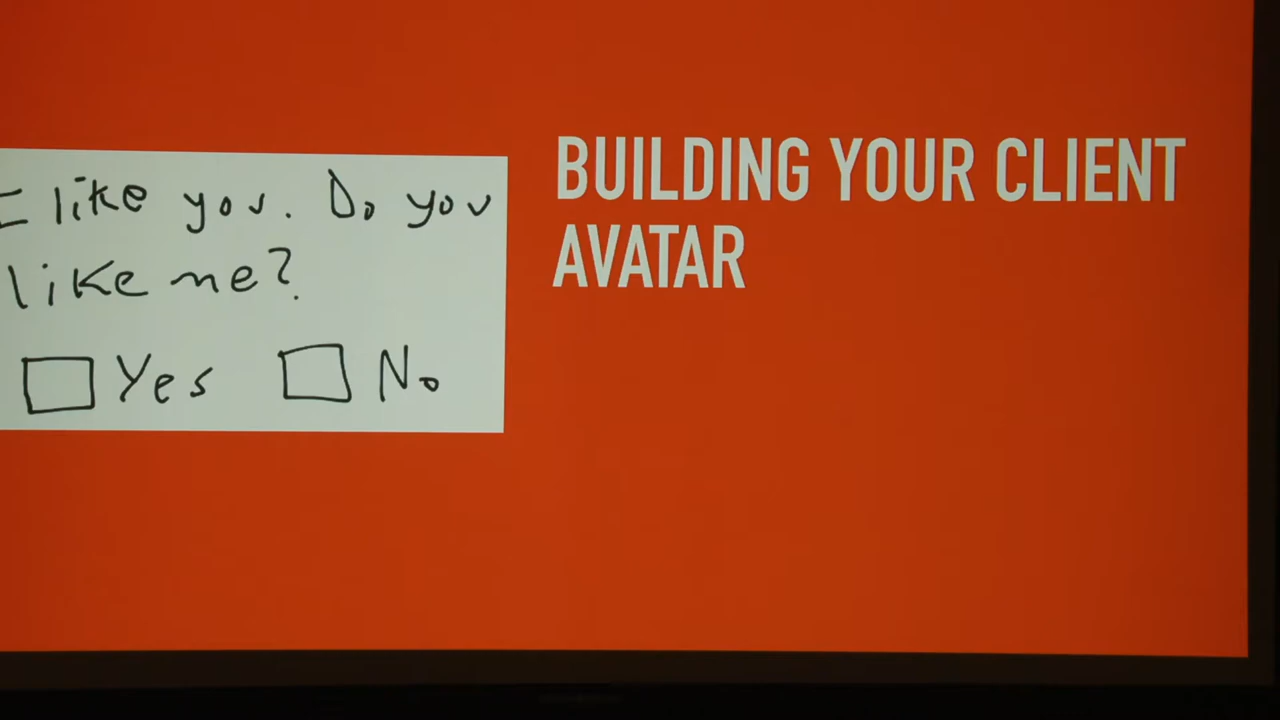 I like you. Do you
like me?
Yes No
BUILDING YOUR CLIENT
AVATAR